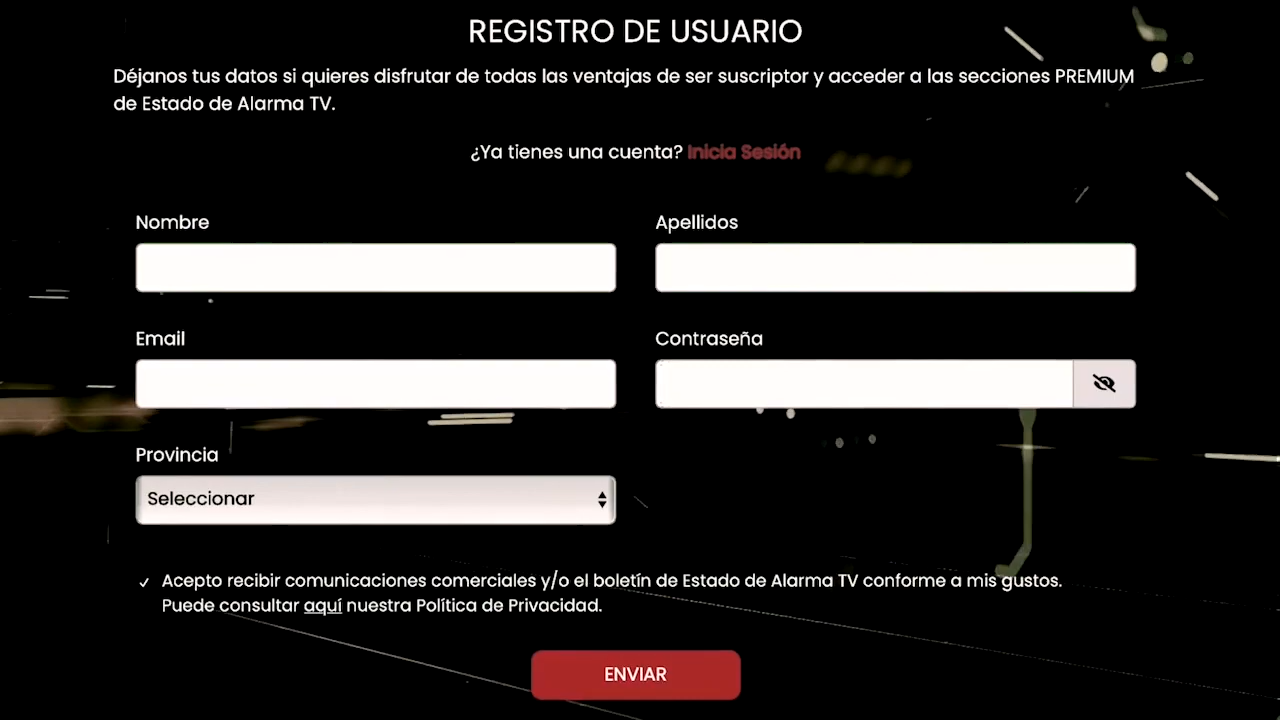 REGISTRO DE USUARIO
Déjanos tus datos si quieres disfrutar de todas las ventajas de ser suscriptor y acceder a las secciones PREMIUM
de Estado de Alarma TV.
¿Ya tienes una cuenta? Inicia Sesión
Nombre
Apellidos
Email
Contraseña
Provincia
Seleccionar
Acepto recibir comunicaciones comerciales y/o el boletín de Estado de Alarma TV conforme a mis gustos.
Puede consultar aquí nuestra Política de Privacidad.
ENVIAR